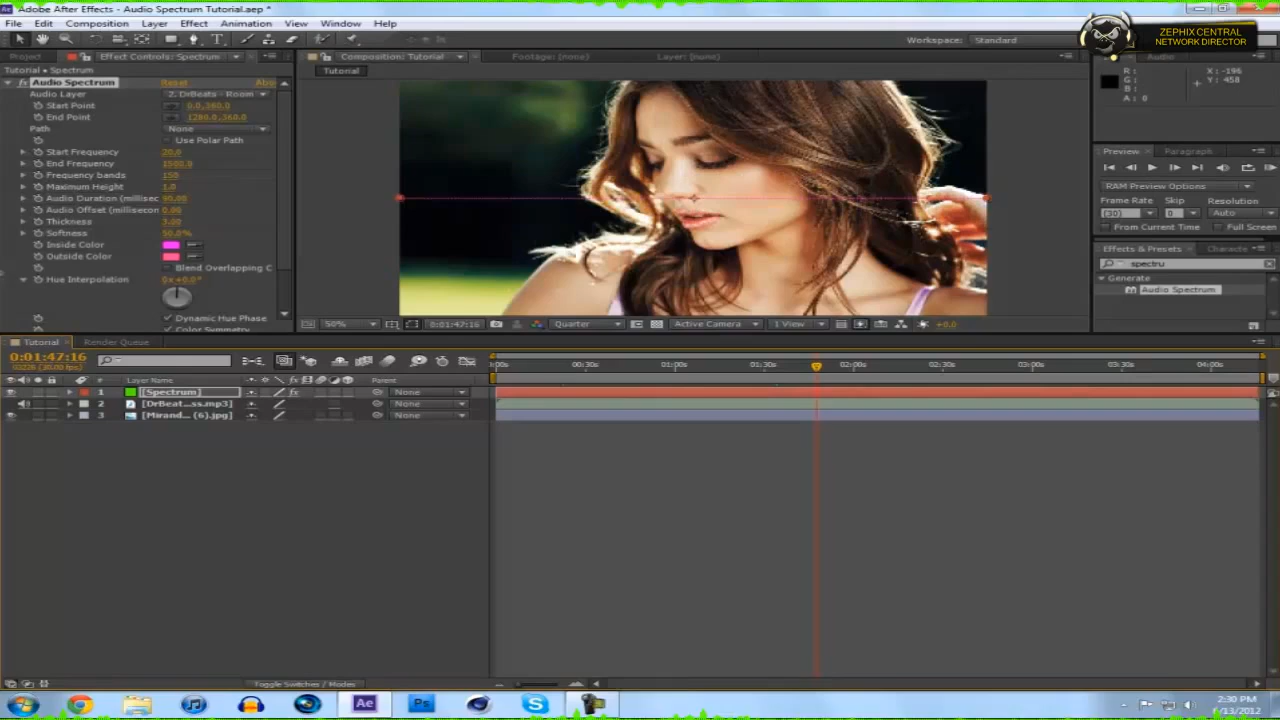 Adobe After Effects - Audio Spectrum Tutorial.aep *
File Edit Composition Layer Effect Animation View Window Help
Workspace: Standard
ZEPHIX CENTRAL
NETWORK DIRECTOR
Project
Effect Controls: Spectrum
Composition: Tutorial
Footage: (none)
Layer: (none)
Audio
Tutorial • Spectrum
Tutorial
R :
G :
B :
A : 0
X : -196
Y : 458
fx Audio Spectrum Reset Abo
Audio Layer 2. DrBeats - Room
Start Point 0.0,360.0
End Point 1280.0,360.0
Path None
Use Polar Path
Start Frequency 20.0
End Frequency
Frequency bands 150
Maximum Height 1.0
Audio Duration (millisec 90.00
Audio Offset (millisecon 0.00
Thickness 3.00
Softness 50.0%
Inside Color
Outside Color
Blend Overlapping C
Hue Interpolation 0x+0.0°
Dynamic Hue Phase
Color Symmetry
Preview Paragraph
RAM Preview Options
Frame Rate Skip Resolution
(30) 0 Auto
From Current Time Full Screen
Effects & Presets Characte
spectru
Generate
Audio Spectrum
50% 0:01:47:16 Quarter Active Camera 1 View +0.0
Tutorial Render Queue
0:01:47:16
(30.00 fps)
# Layer Name Parent
:00s 00:30s 01:00s 01:30s 02:00s 02:30s 03:00s 03:30s 04:00s
1 [Spectrum] fx None
2 [DrBeat...ss.mp3] None
3 [Mirand... (6).jpg] None
Toggle Switches / Modes
Ae Ps
2:30 PM
/13/2012